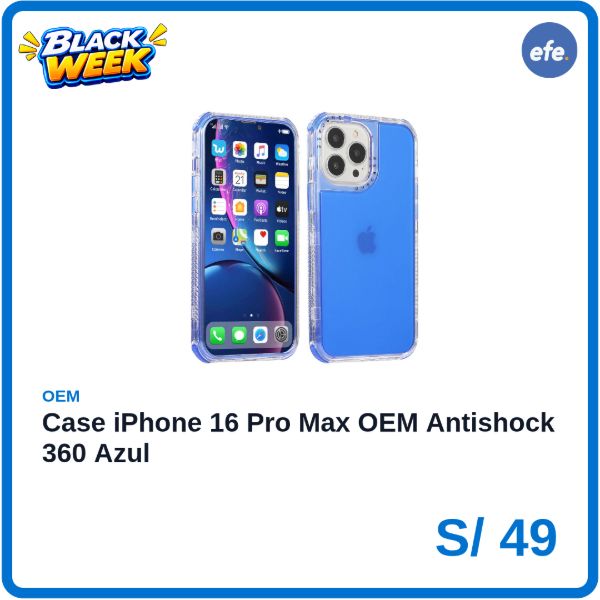 BLACK
WEEK
efe.
OEM
Case iPhone 16 Pro Max OEM Antishock
360 Azul
S/ 49